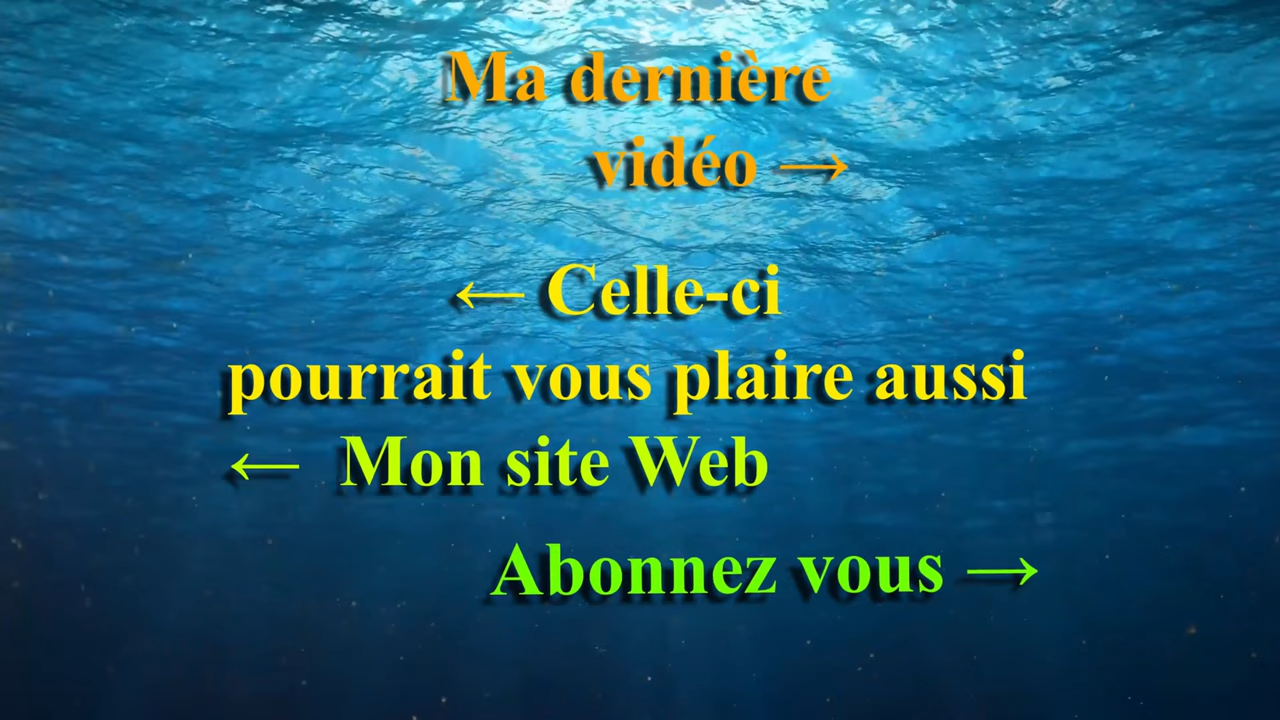 Ma dernière
vidéo →
← Celle-ci
pourrait vous plaire aussi
← Mon site Web
Abonnez vous →